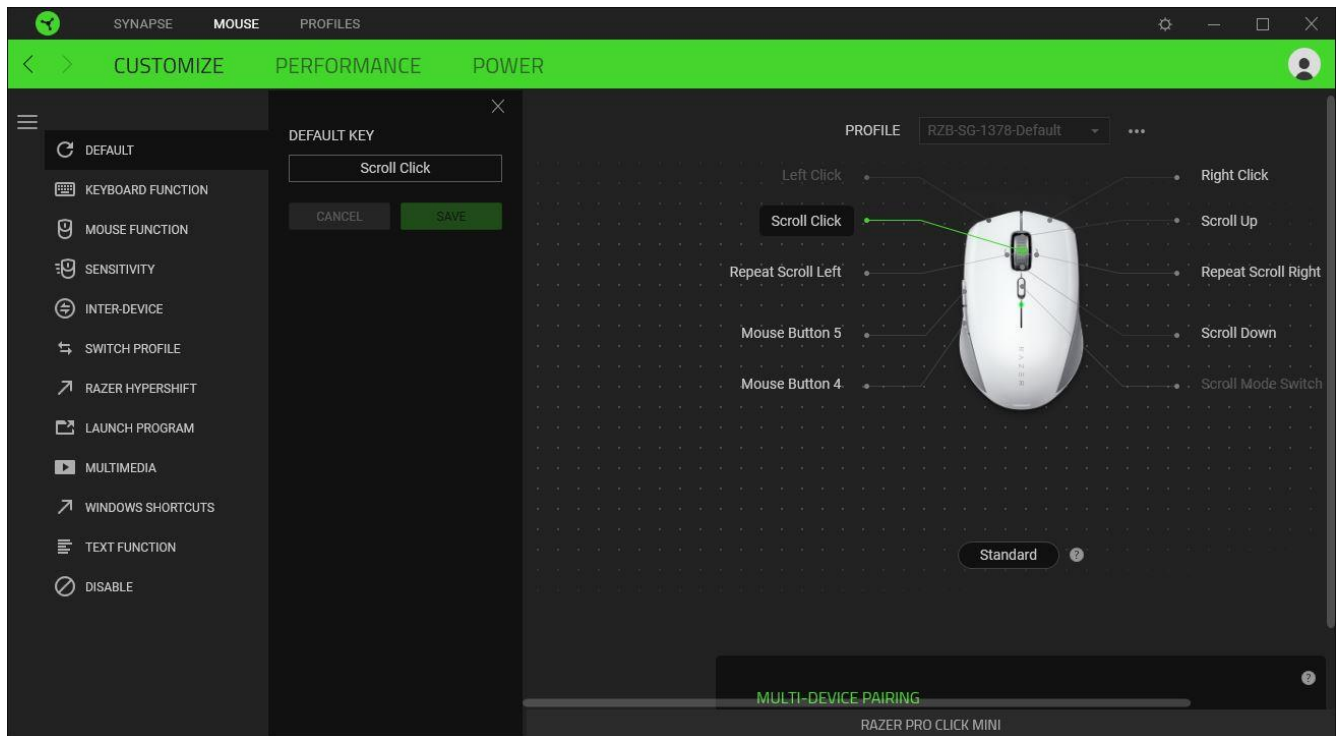 SYNAPSE MOUSE PROFILES
CUSTOMIZE PERFORMANCE POWER
DEFAULT
KEYBOARD FUNCTION
MOUSE FUNCTION
SENSITIVITY
INTER-DEVICE
SWITCH PROFILE
RAZER HYPERSHIFT
LAUNCH PROGRAM
MULTIMEDIA
WINDOWS SHORTCUTS
TEXT FUNCTION
DISABLE
DEFAULT KEY
Scroll Click
CANCEL SAVE
PROFILE RZB-SG-1378-Default
Left Click
Right Click
Scroll Click
Scroll Up
Repeat Scroll Left
Repeat Scroll Right
Mouse Button 5
Scroll Down
Mouse Button 4
Scroll Mode Switch
RAZER
Standard ?
?
MULTI-DEVICE PAIRING
RAZER PRO CLICK MINI